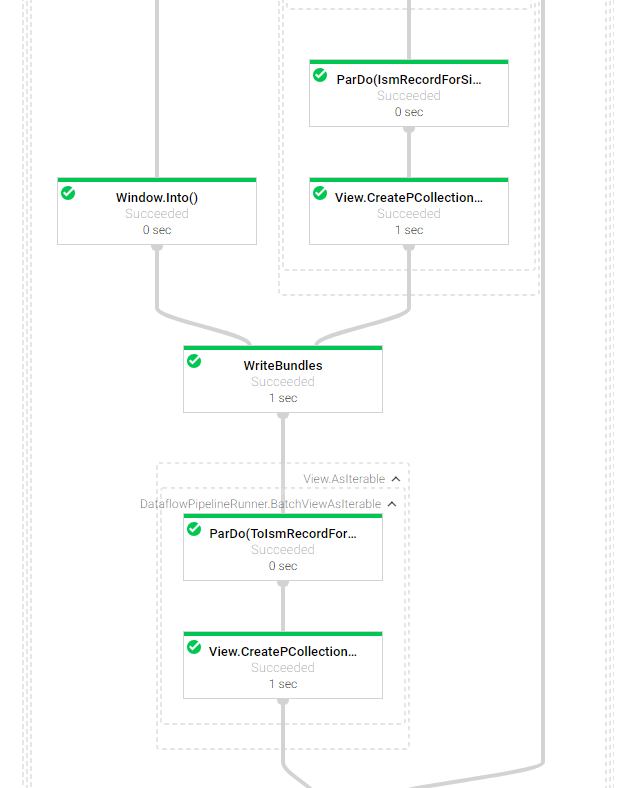 ParDo(IsmRecordForSi...
Succeeded
0 sec
Window.Into()
Succeeded
0 sec
View.CreatePCollection...
Succeeded
1 sec
WriteBundles
Succeeded
1 sec
View.AsIterable
DataflowPipelineRunner.BatchViewAsIterable
ParDo(ToIsmRecordFor...
Succeeded
0 sec
View.CreatePCollection...
Succeeded
1 sec